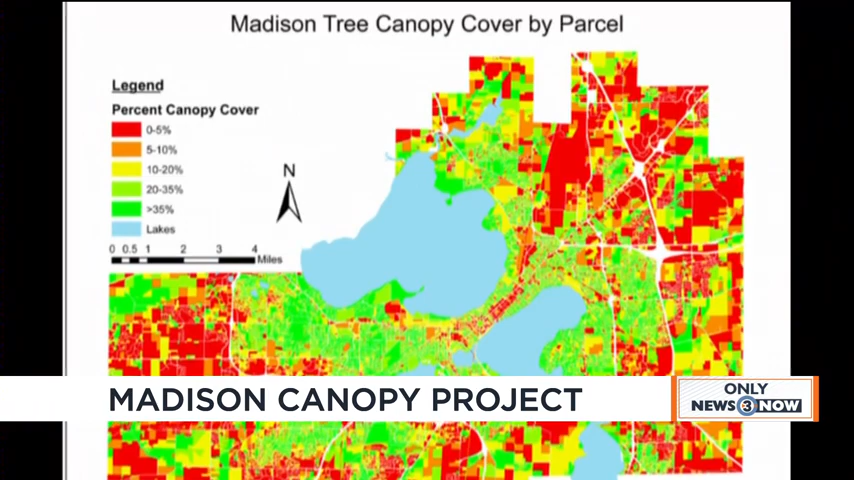 Madison Tree Canopy Cover by Parcel
Legend
Percent Canopy Cover
0-5%
5-10%
10-20%
20-35%
>35%
Lakes
N
0 0.5 1 2 3 4
Miles
MADISON CANOPY PROJECT
ONLY
NEWS 3 NOW